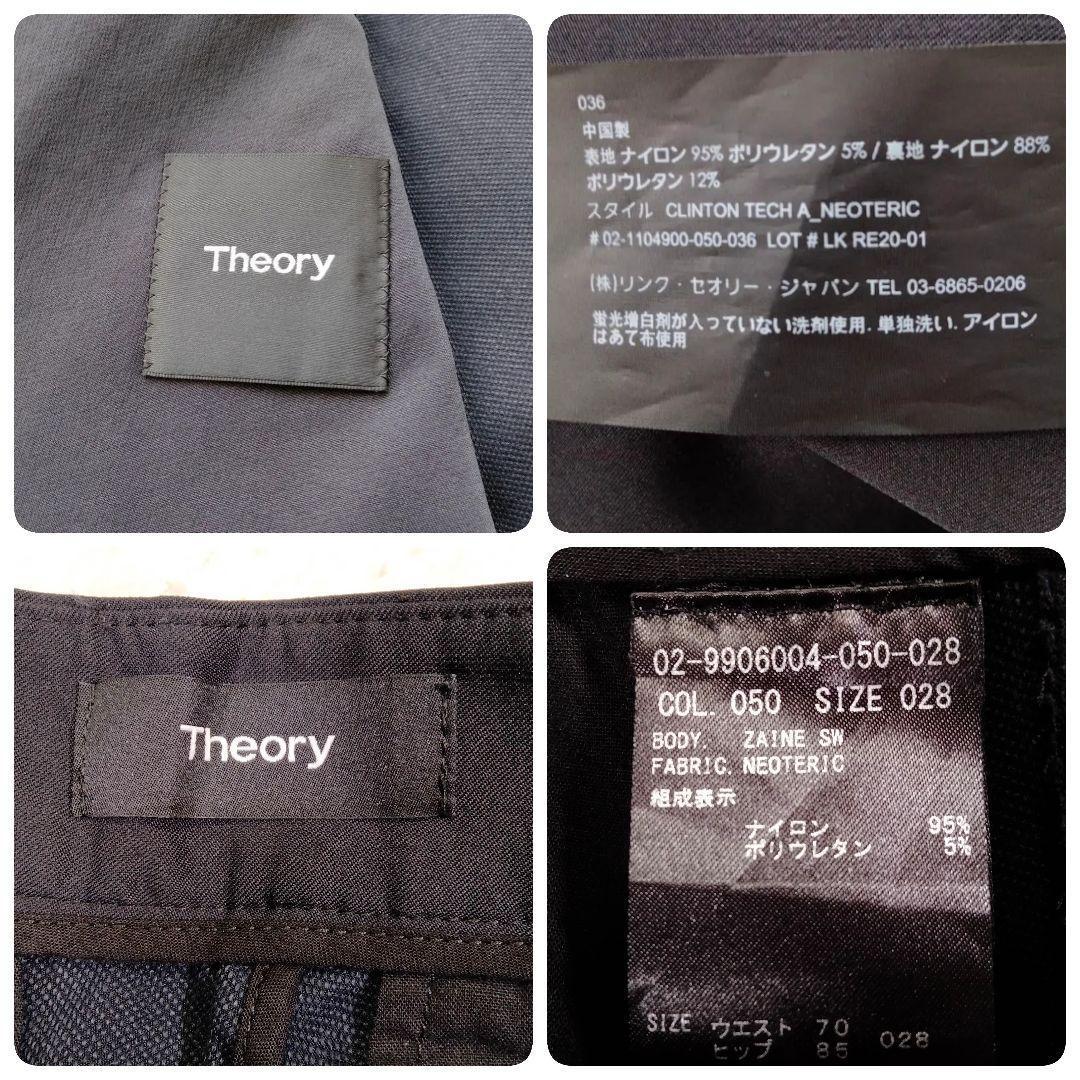 Theory
036
中国製
表地 ナイロン 95% ポリウレタン 5% / 裏地 ナイロン 88%
ポリウレタン 12%
スタイル CLINTON TECH A_NEOTERIC
# 02-1104900-050-036 LOT # LK RE20-01
(株)リンク・セオリー・ジャパン TEL 03-6865-0206
蛍光増白剤が入っていない洗剤使用. 単独洗い. アイロン
はあて布使用
Theory
02-9906004-050-028
COL. 050 SIZE 028
BODY. ZAINE SW
FABRIC. NEOTERIC
組成表示
ナイロン 95%
ポリウレタン 5%
SIZE ウエスト 70 028
ヒップ 85